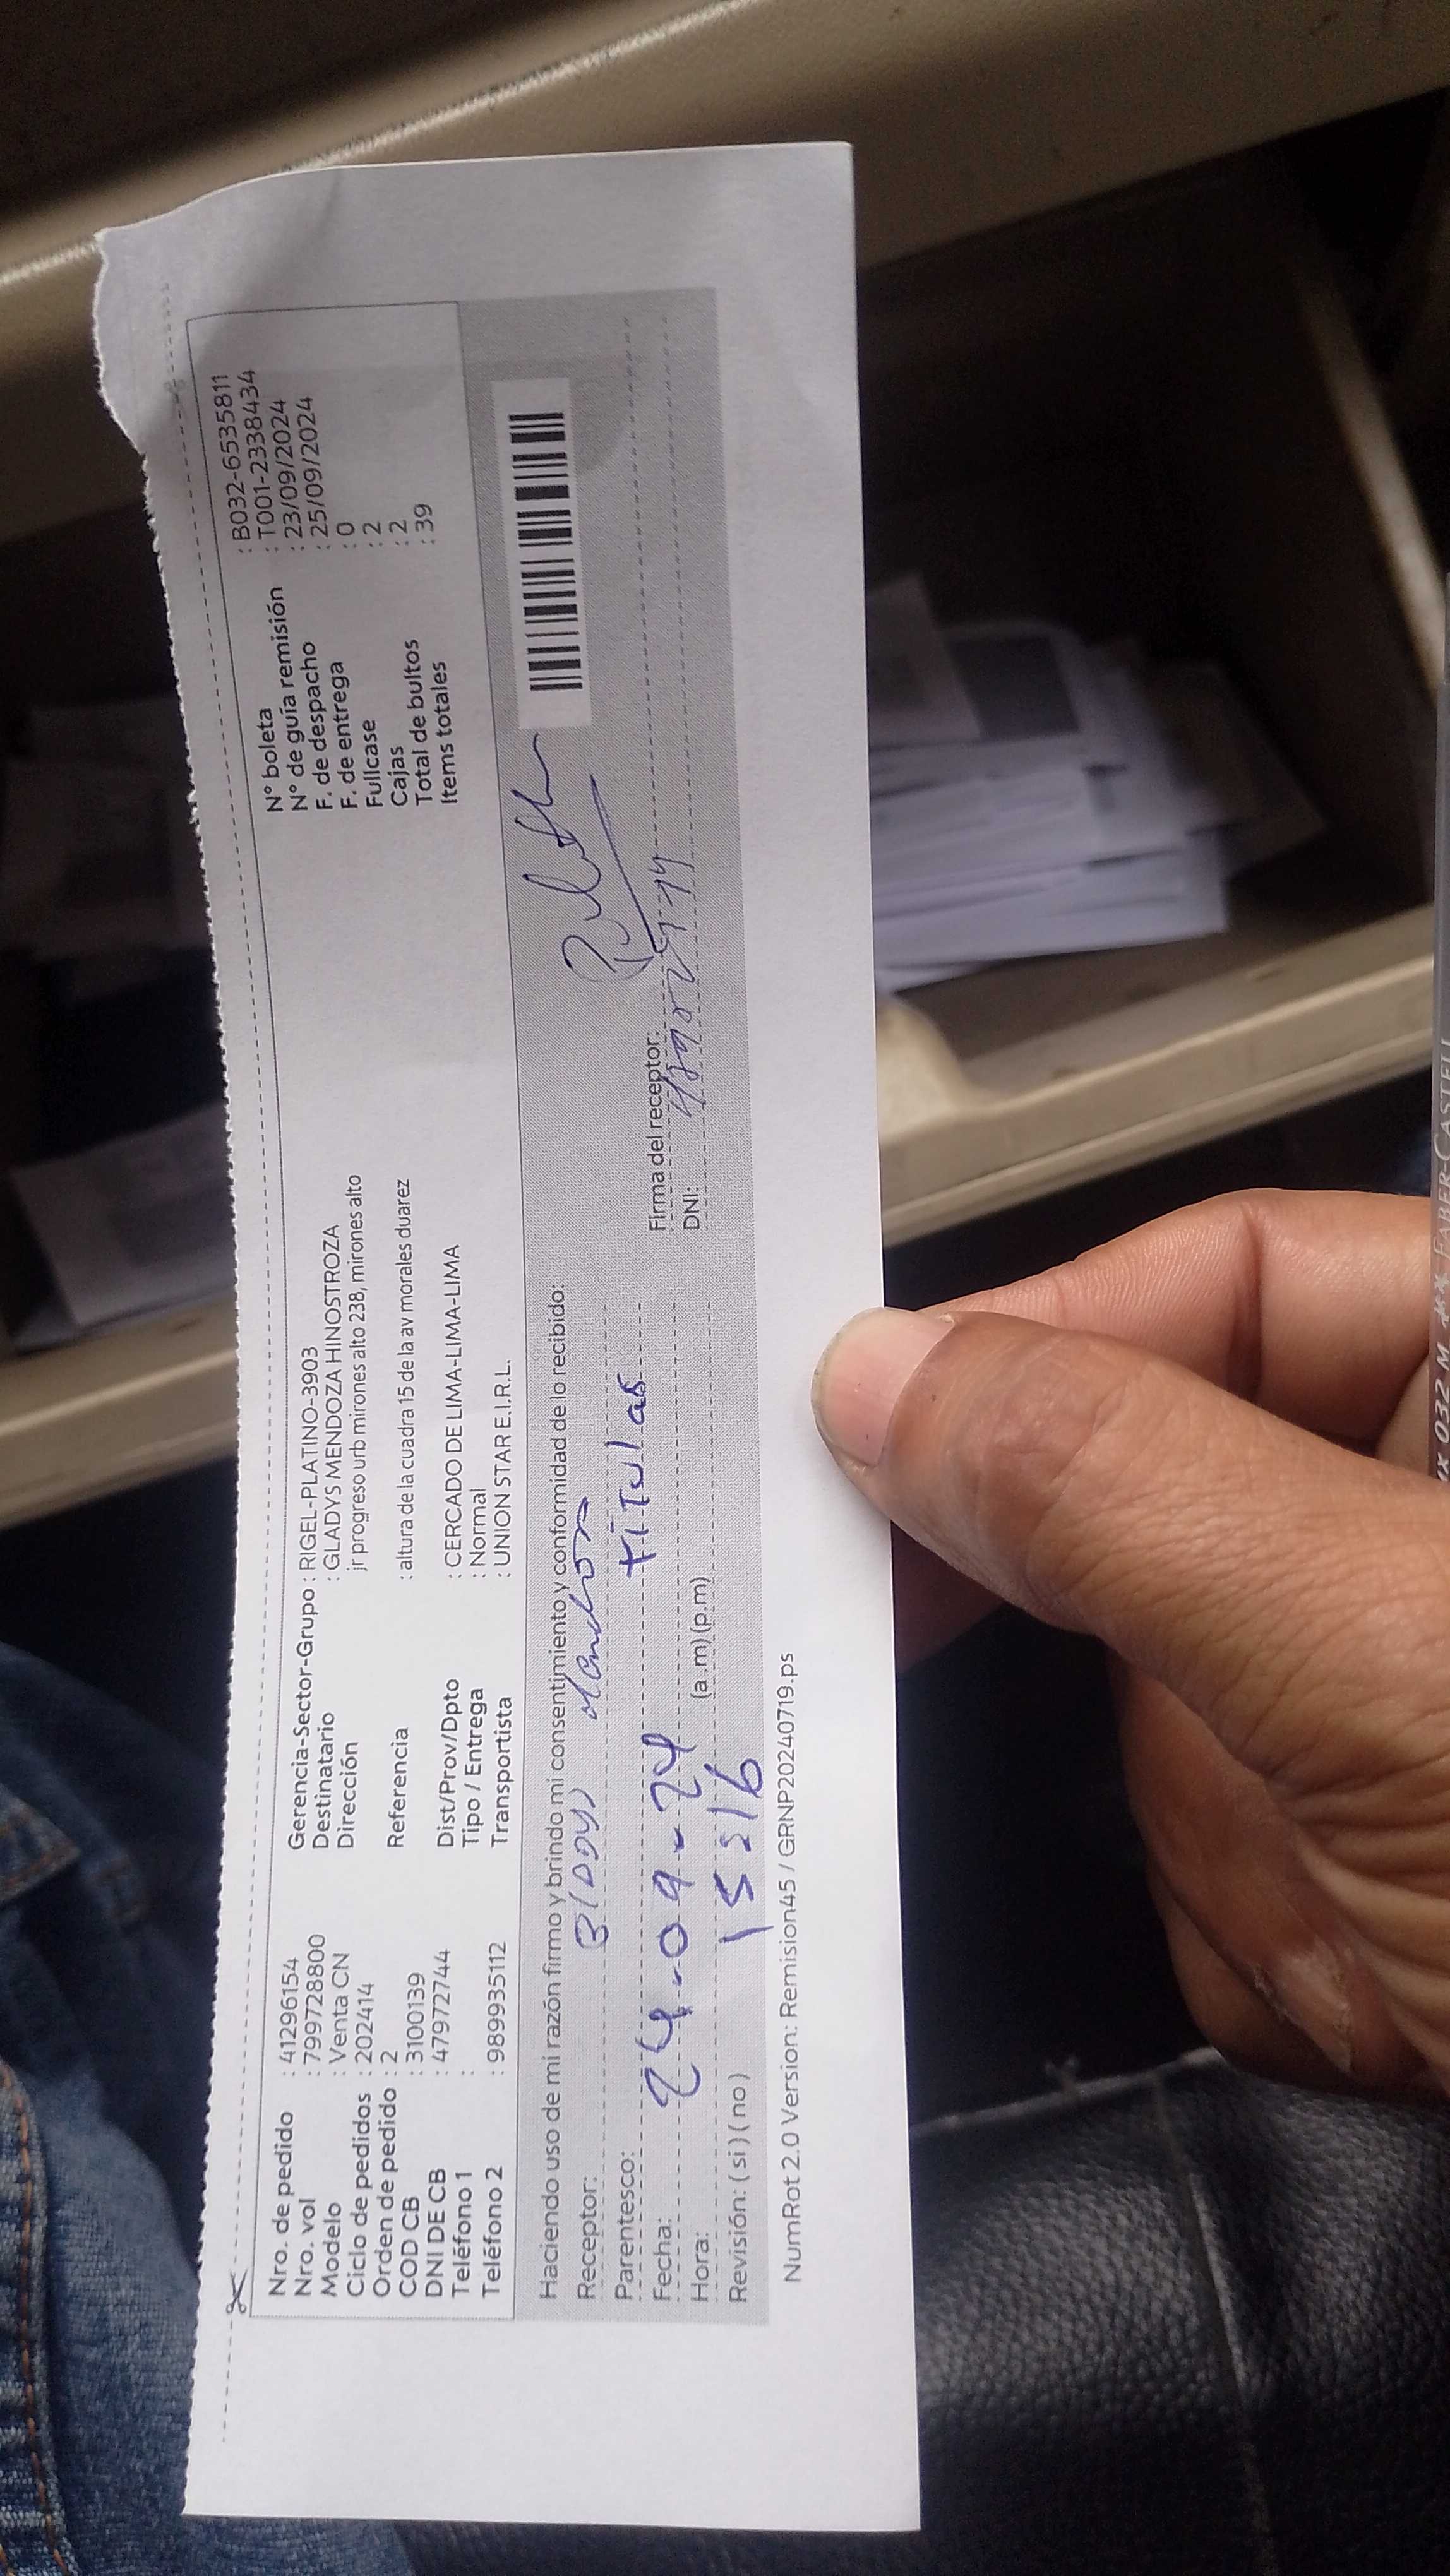 Nro. de pedido : 41296154
Nro. vol : 799728800
Modelo : Venta CN
Ciclo de pedidos : 202414
Orden de pedido : 2
COD CB : 3100139
DNI DE CB : 47972744
Teléfono 1 :
Teléfono 2 : 989935112
Gerencia-Sector-Grupo : RIGEL-PLATINO-3903
Destinatario : GLADYS MENDOZA HINOSTROZA
Dirección jr progreso urb mirones alto 238, mirones alto
Referencia : altura de la cuadra 15 de la av morales duarez
Dist/Prov/Dpto : CERCADO DE LIMA-LIMA-LIMA
Tipo / Entrega : Normal
Transportista : UNION STAR E.I.R.L.
N° boleta : B032-6535811
N° de guía remisión : T001-2338434
F. de despacho : 23/09/2024
F. de entrega : 25/09/2024
Fullcase : 0
Cajas : 2
Total de bultos : 2
Items totales : 39
Haciendo uso de mi razón firmo y brindo mi consentimiento y conformidad de lo recibido:
Receptor:
Parentesco: titular
Fecha: 24-09-24
Hora: (a.m) (p.m)
Revisión: ( si ) ( no )
Firma del receptor:
DNI:
NumRot 2.0 Version: Remision45 / GRNP20240719.ps
032 M ** FABER-CASTELL